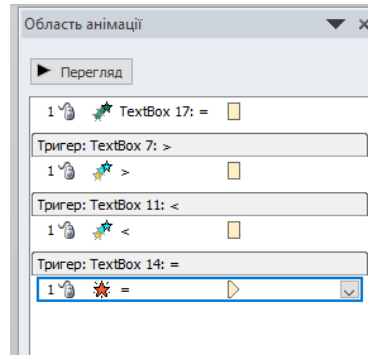 Область анімації
Перегляд
1 TextBox 17: =
Тригер: TextBox 7: >
1 >
Тригер: TextBox 11: <
1 <
Тригер: TextBox 14: =
1 =